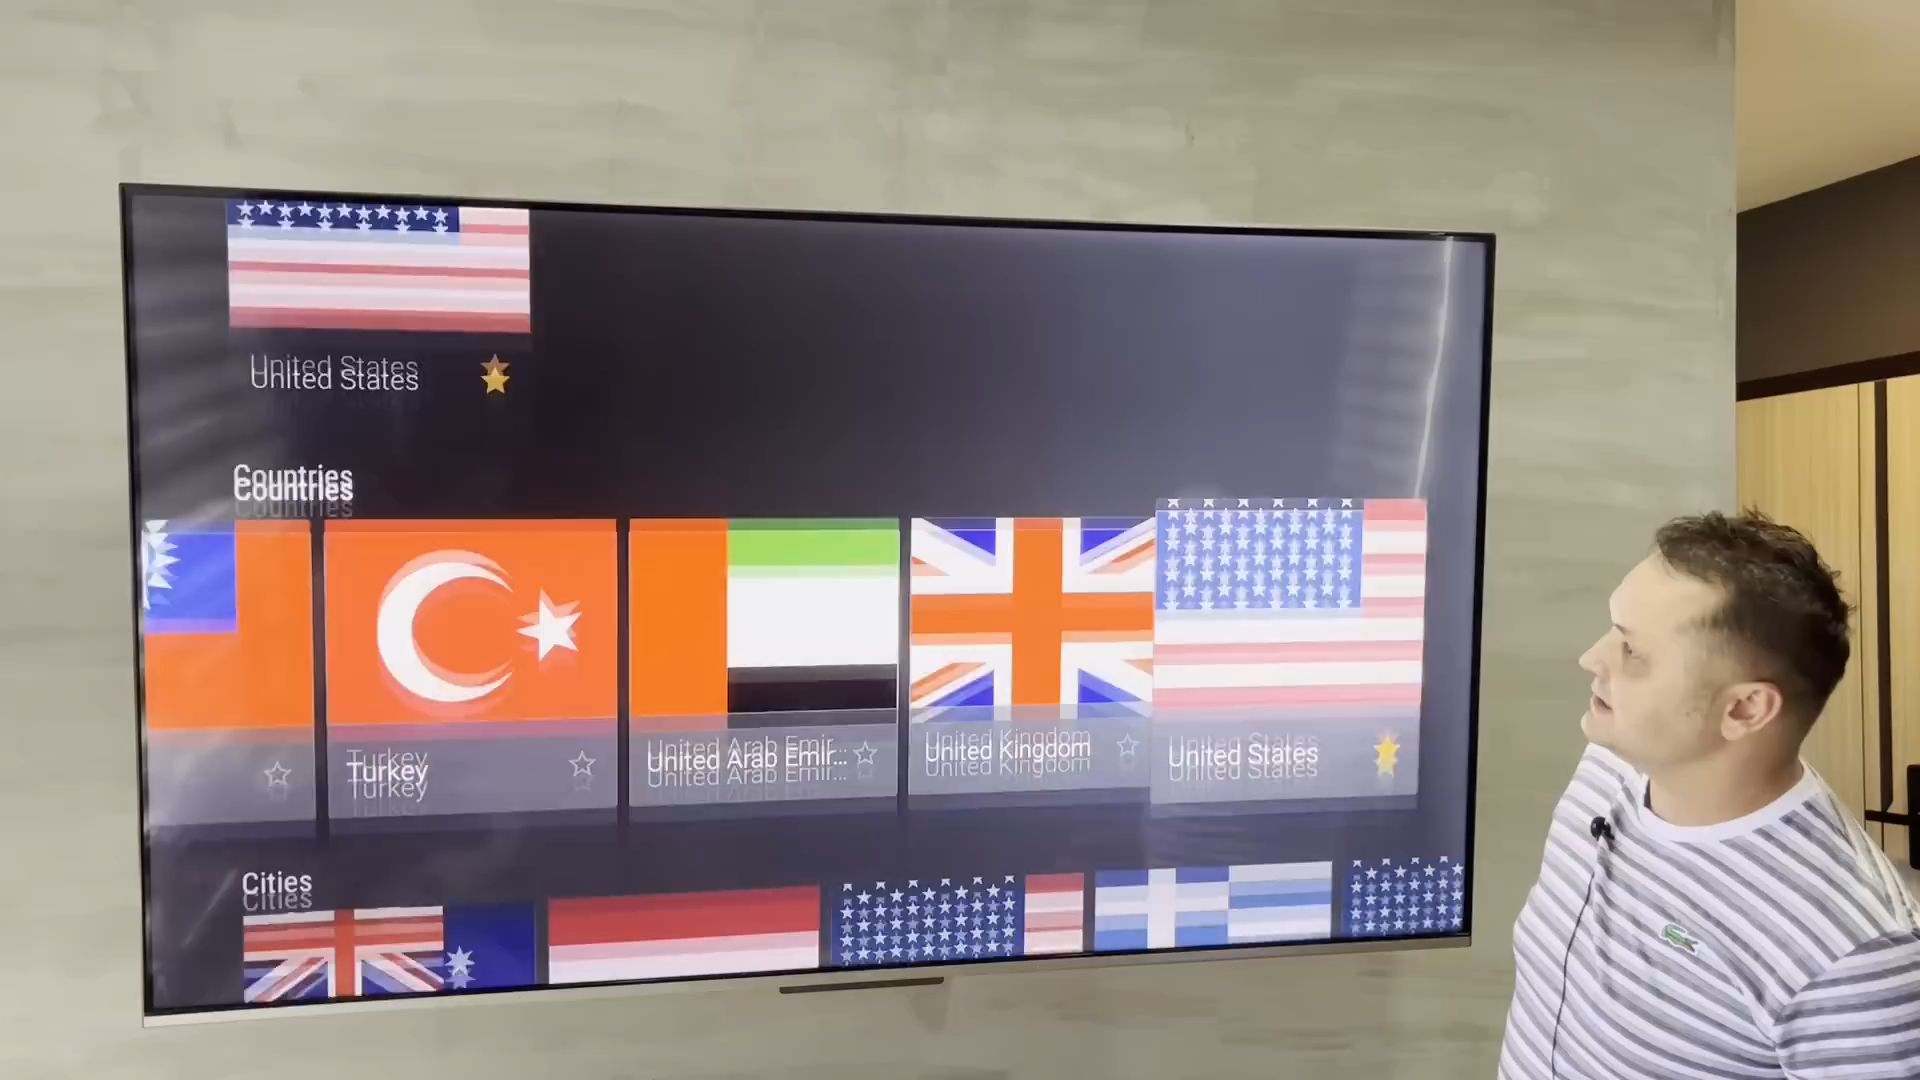 United States
Countries
Turkey
United Arab Emir...
United Kingdom
United States
Cities